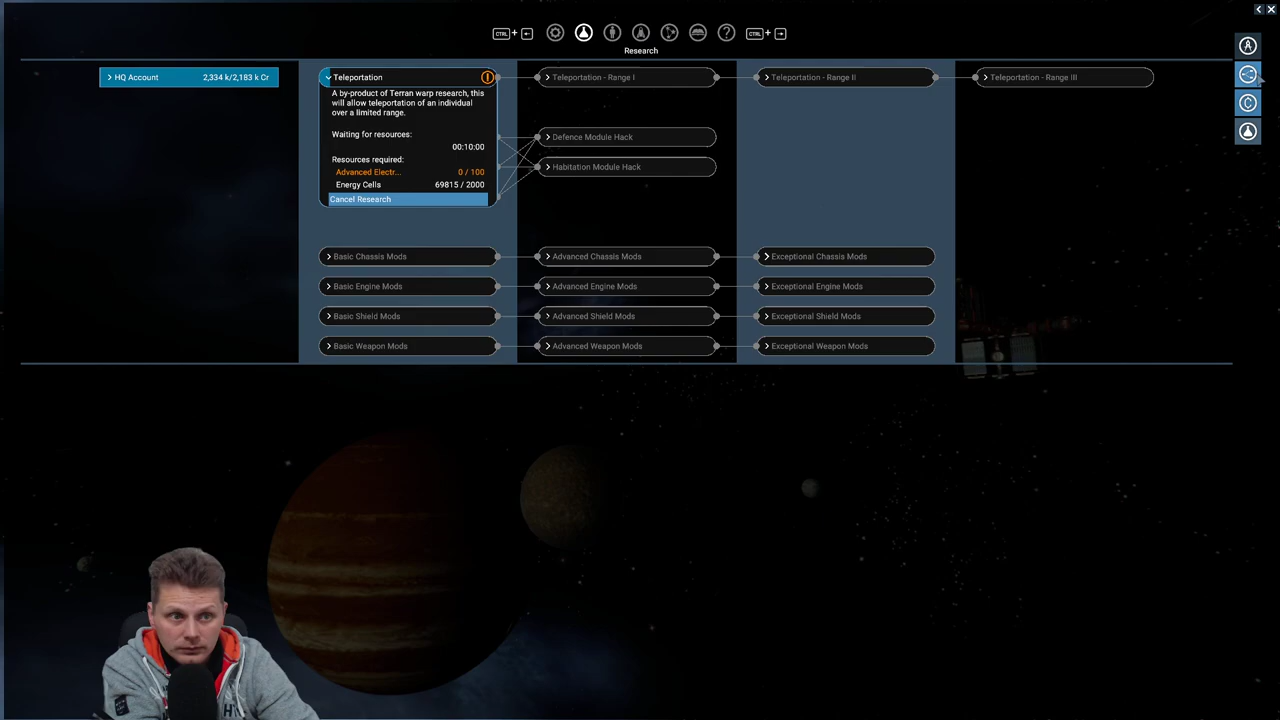 CTRL +
CTRL +
Research
HQ Account 2,334 k/2,183 k Cr
Teleportation
A by-product of Terran warp research, this
will allow teleportation of an individual
over a limited range.
Waiting for resources:
00:10:00
Resources required:
Advanced Electr... 0 / 100
Energy Cells 69815 / 2000
Cancel Research
Teleportation - Range I
Teleportation - Range II
Teleportation - Range III
Defence Module Hack
Habitation Module Hack
Basic Chassis Mods
Advanced Chassis Mods
Exceptional Chassis Mods
Basic Engine Mods
Advanced Engine Mods
Exceptional Engine Mods
Basic Shield Mods
Advanced Shield Mods
Exceptional Shield Mods
Basic Weapon Mods
Advanced Weapon Mods
Exceptional Weapon Mods